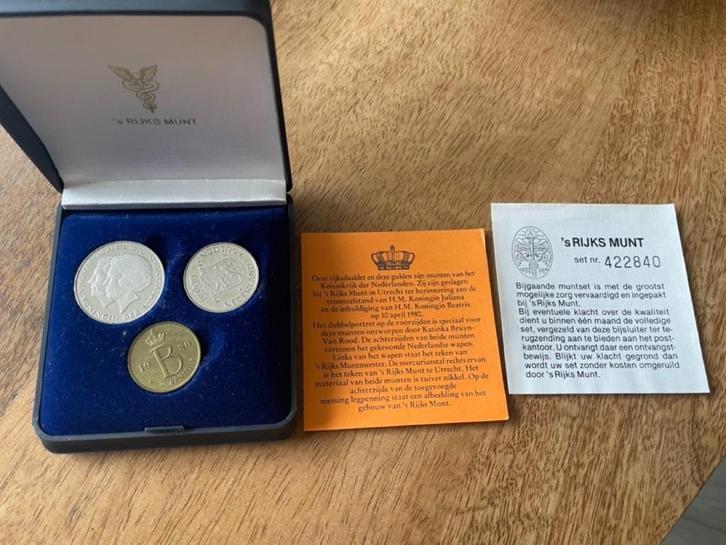 's RIJKS MUNT
19 80
B
Deze rijksdaalder en deze gulden zijn munten van het
Koninkrijk der Nederlanden. Zij zijn geslagen
bij 's Rijks Munt in Utrecht ter herinnering aan de
troonsafstand van H.M. Koningin Juliana
en de inhuldiging van H.M. Koningin Beatrix
op 30 april 1980.
Het dubbelportret op de voorzijden is speciaal voor
deze munten ontworpen door Katinka Bruyn-
Van Rood. De achterzijden van beide munten
vertonen het gekroonde Nederlandse wapen.
Links van het wapen staat het teken van
's Rijks Muntmeester. De mercuriusstaf rechts ervan
is het teken van 's Rijks Munt te Utrecht. Het
materiaal van beide munten is zuiver nikkel. Op de
achterzijde van de toegevoegde
messing legpenning staat een afbeelding van het
gebouw van 's Rijks Munt.
's RIJKS MUNT
set nr. 422840
Bijgaande muntset is met de grootst
mogelijke zorg vervaardigd en ingepakt
bij 's Rijks Munt.
Bij eventuele klacht over de kwaliteit
dient u binnen één maand de volledige
set, vergezeld van deze bijsluiter ter te-
rugzending aan te bieden aan het post-
kantoor. U ontvangt daar een ontvangst-
bewijs. Blijkt uw klacht gegrond dan
wordt uw set zonder kosten omgeruild
door 's Rijks Munt.